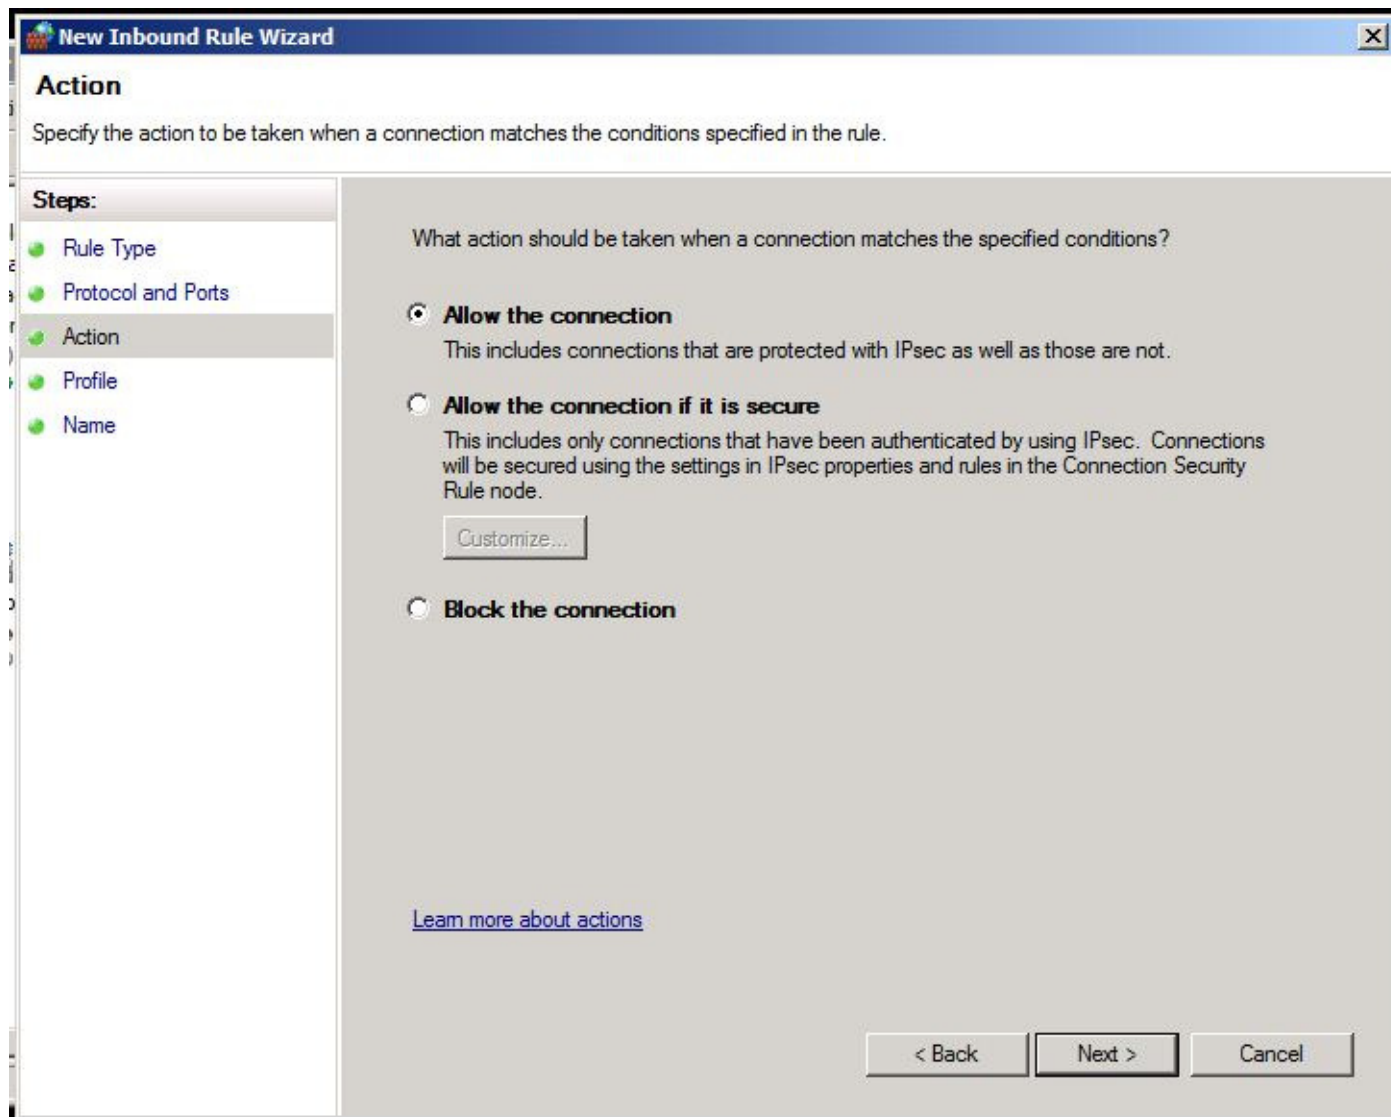 New Inbound Rule Wizard
Action
Specify the action to be taken when a connection matches the conditions specified in the rule.
Steps:
Rule Type
Protocol and Ports
Action
Profile
Name
What action should be taken when a connection matches the specified conditions?
Allow the connection
This includes connections that are protected with IPsec as well as those are not.
Allow the connection if it is secure
This includes only connections that have been authenticated by using IPsec. Connections
will be secured using the settings in IPsec properties and rules in the Connection Security
Rule node.
Customize...
Block the connection
Learn more about actions
< Back
Next >
Cancel